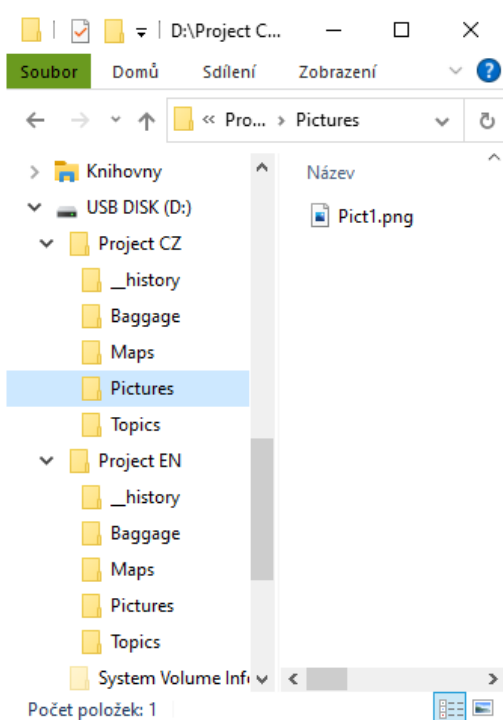 D:\Project C...
Soubor Domů Sdílení Zobrazení ?
« Pro... › Pictures
Knihovny
USB DISK (D:)
Project CZ
__history
Baggage
Maps
Pictures
Topics
Project EN
__history
Baggage
Maps
Pictures
Topics
System Volume Info
Název
Pict1.png
Počet položek: 1